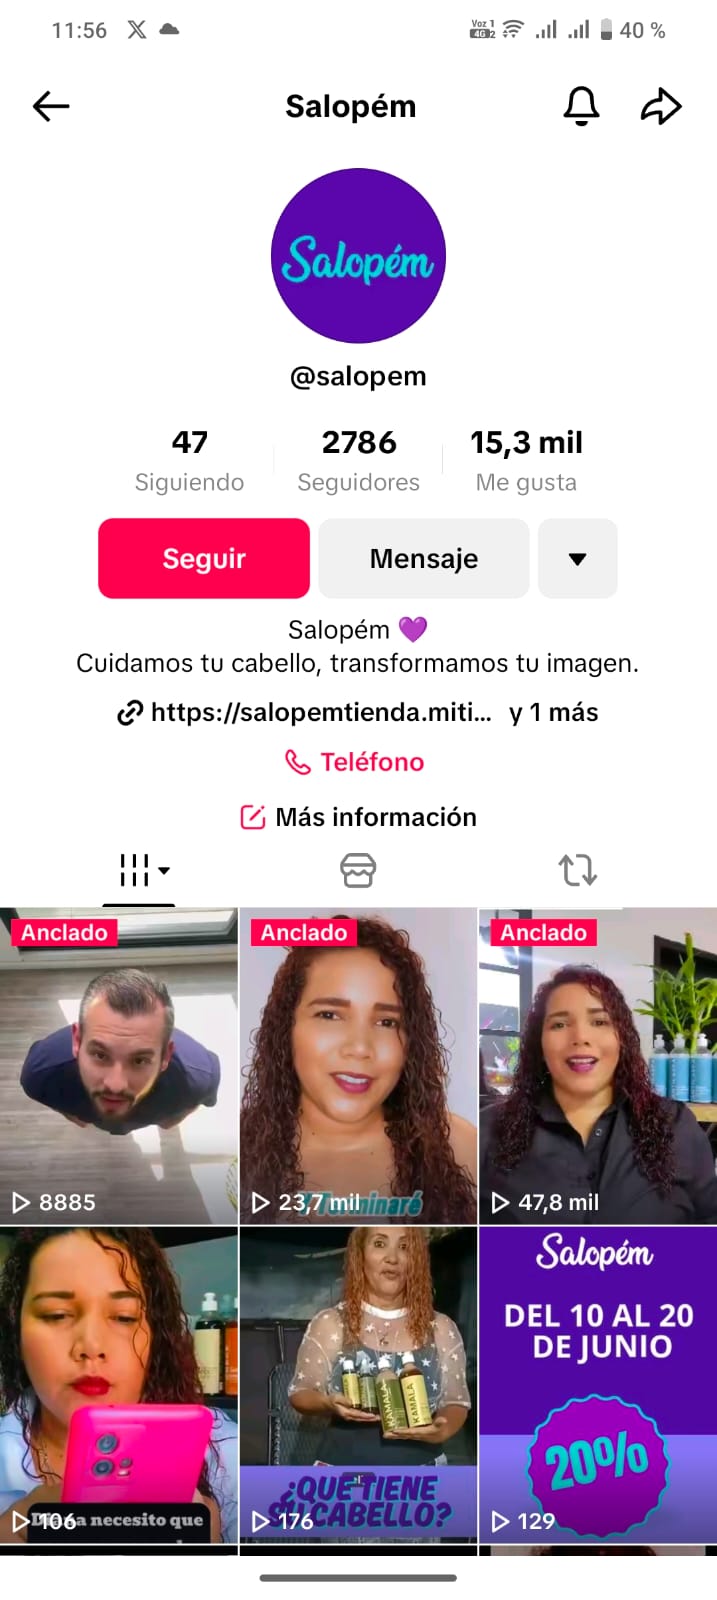 11:56
Voz 1
4G 2
40 %
Salopém
Salopém
@salopem
47
2786
15,3 mil
Siguiendo
Seguidores
Me gusta
Seguir
Mensaje
Salopém 💜
Cuidamos tu cabello, transformamos tu imagen.
https://salopemtienda.miti... y 1 más
Teléfono
Más información
Anclado
Anclado
Anclado
8885
Terminaré
23,7 mil
47,8 mil
a necesito que
106
KAMALA
KAMALA
¿QUE TIENE
SU CABELLO?
176
Salopém
DEL 10 AL 20
DE JUNIO
20%
129